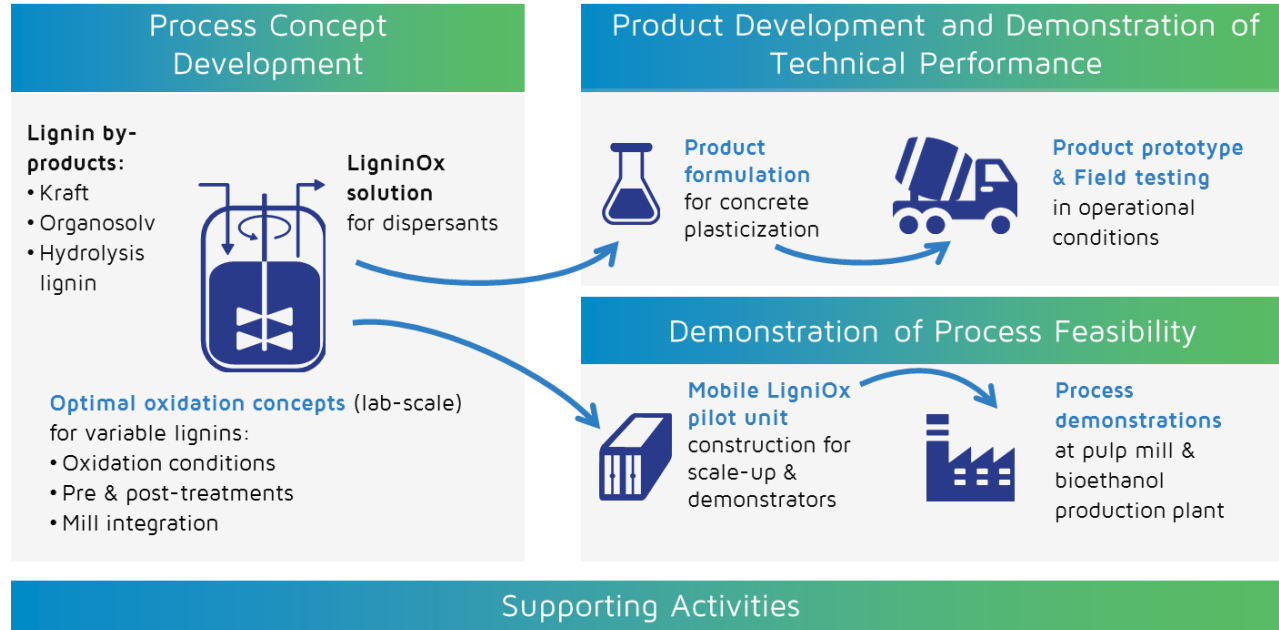 Process Concept
Development
Lignin by-
products:
• Kraft
• Organosolv
• Hydrolysis
lignin
LigninOx
solution
for dispersants
Optimal oxidation concepts (lab-scale)
for variable lignins:
• Oxidation conditions
• Pre & post-treatments
• Mill integration
Product Development and Demonstration of
Technical Performance
Product
formulation
for concrete
plasticization
Product prototype
& Field testing
in operational
conditions
Demonstration of Process Feasibility
Mobile LigniOx
pilot unit
construction for
scale-up &
demonstrators
Process
demonstrations
at pulp mill &
bioethanol
production plant
Supporting Activities